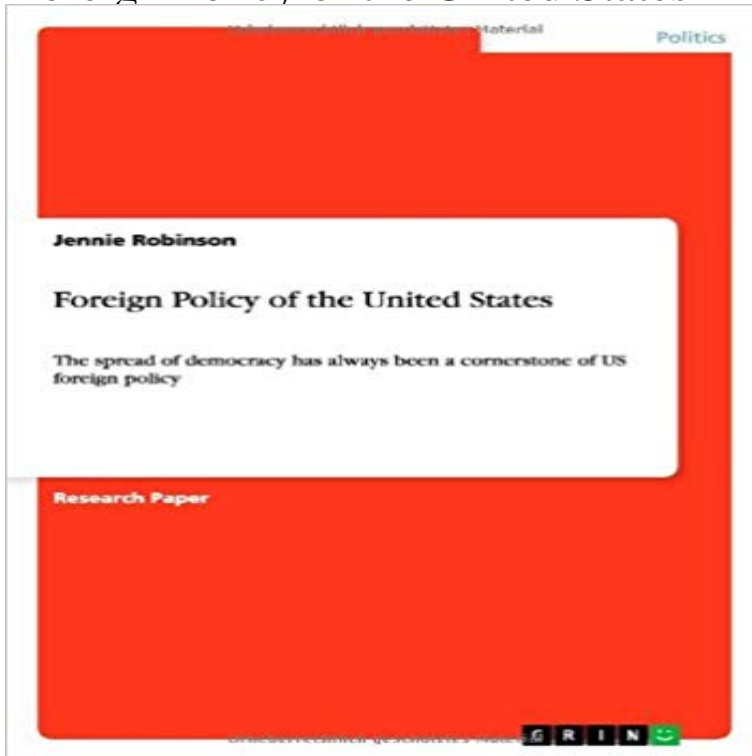 Politics
Jennie Robinson
Foreign Policy of the United States
The spread of democracy has always been a cornerstone of US
foreign policy
Research Paper
GRIN